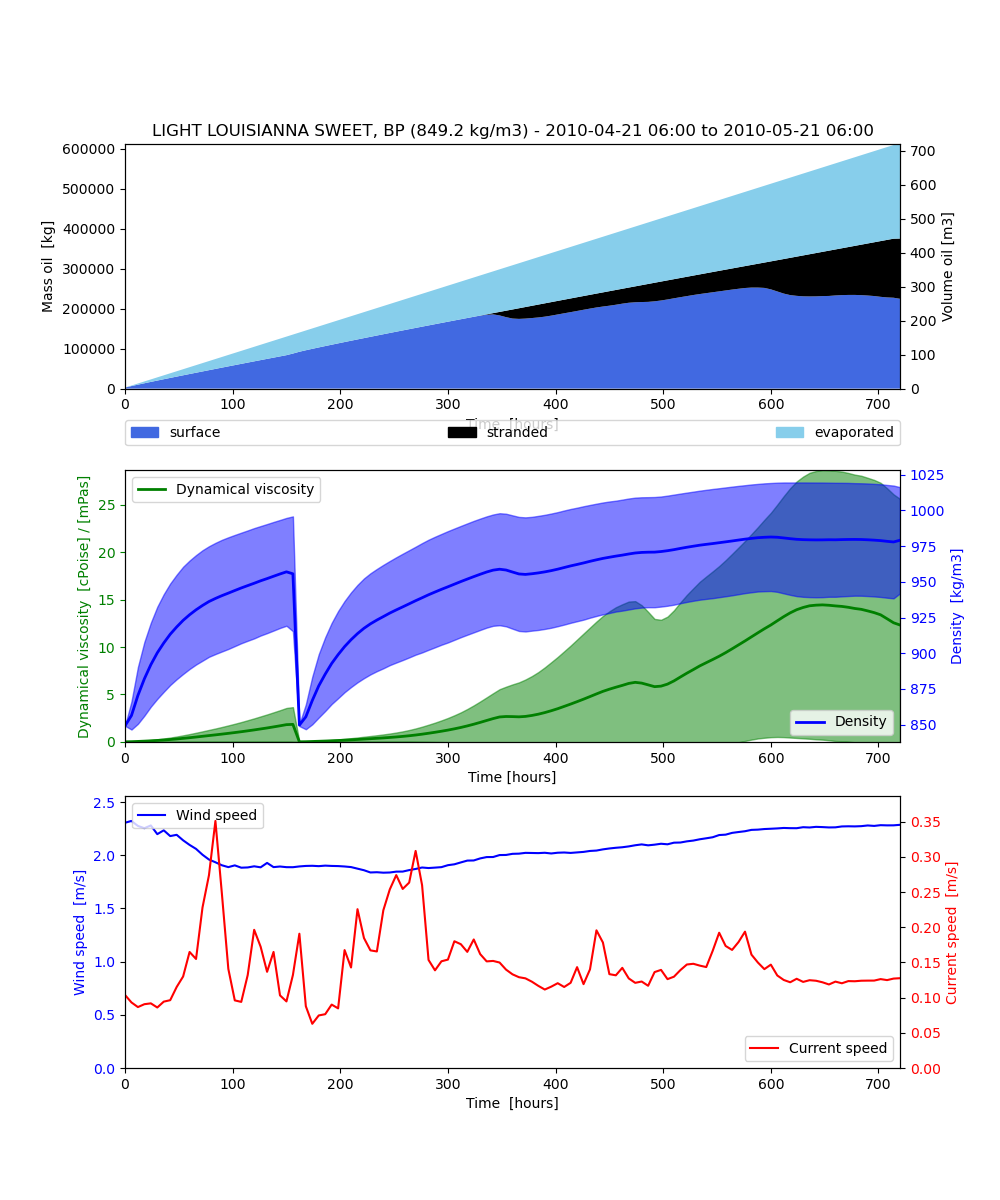 LIGHT LOUISIANNA SWEET, BP (849.2 kg/m3) - 2010-04-21 06:00 to 2010-05-21 06:00
600000
500000
400000
300000
200000
100000
0
Mass oil [kg]
700
600
500
400
300
200
100
0
Volume oil [m3]
0 100 200 300 400 500 600 700
Time [hours]
surface stranded evaporated
Dynamical viscosity
25
20
15
10
5
0
Dynamical viscosity [cPoise] / [mPas]
1025
1000
975
950
925
900
875
850
Density [kg/m3]
Density
0 100 200 300 400 500 600 700
Time [hours]
Wind speed
2.5
2.0
1.5
1.0
0.5
0.0
Wind speed [m/s]
0.35
0.30
0.25
0.20
0.15
0.10
0.05
0.00
Current speed [m/s]
Current speed
0 100 200 300 400 500 600 700
Time [hours]